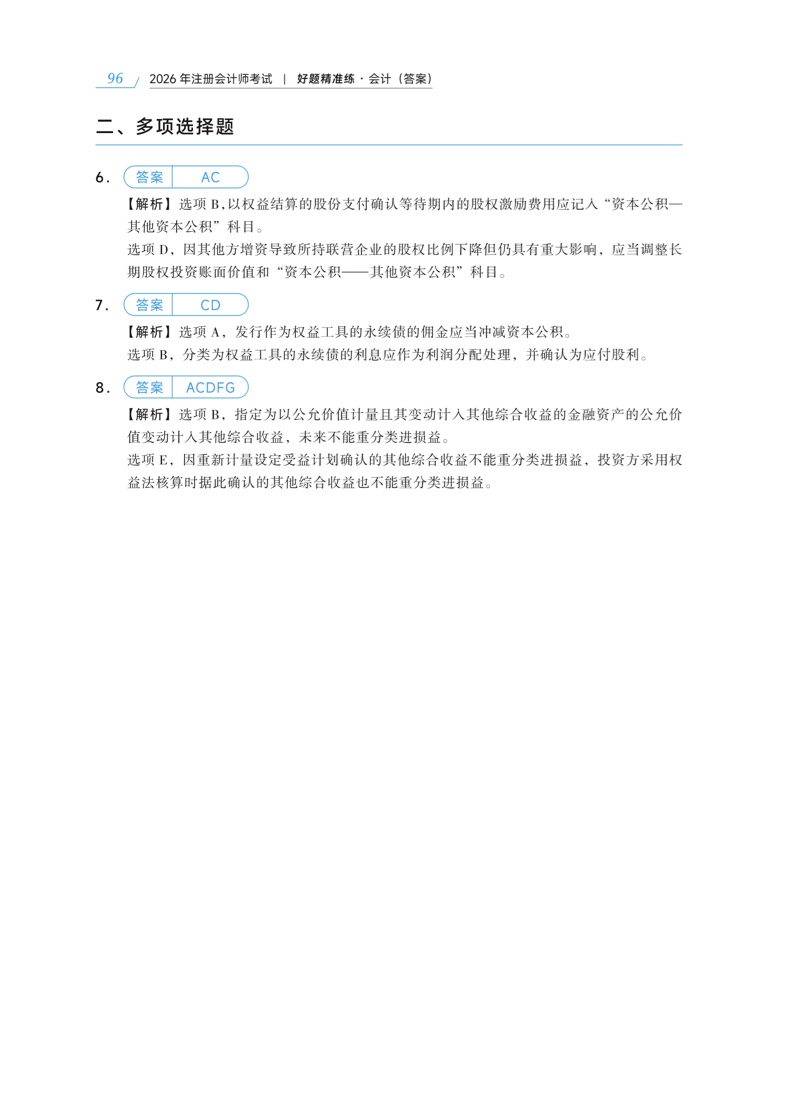 96 2026 年注册会计师考试 | 好题精准练·会计（答案）
二、多项选择题
6. 答案 AC
【解析】选项 B，以权益结算的股份支付确认等待期内的股权激励费用应记入“资本公积—
其他资本公积”科目。
选项 D，因其他方增资导致所持联营企业的股权比例下降但仍具有重大影响，应当调整长
期股权投资账面价值和“资本公积——其他资本公积”科目。
7. 答案 CD
【解析】选项 A，发行作为权益工具的永续债的佣金应当冲减资本公积。
选项 B，分类为权益工具的永续债的利息应作为利润分配处理，并确认为应付股利。
8. 答案 ACDFG
【解析】选项 B，指定为以公允价值计量且其变动计入其他综合收益的金融资产的公允价
值变动计入其他综合收益，未来不能重分类进损益。
选项 E，因重新计量设定受益计划确认的其他综合收益不能重分类进损益，投资方采用权
益法核算时据此确认的其他综合收益也不能重分类进损益。